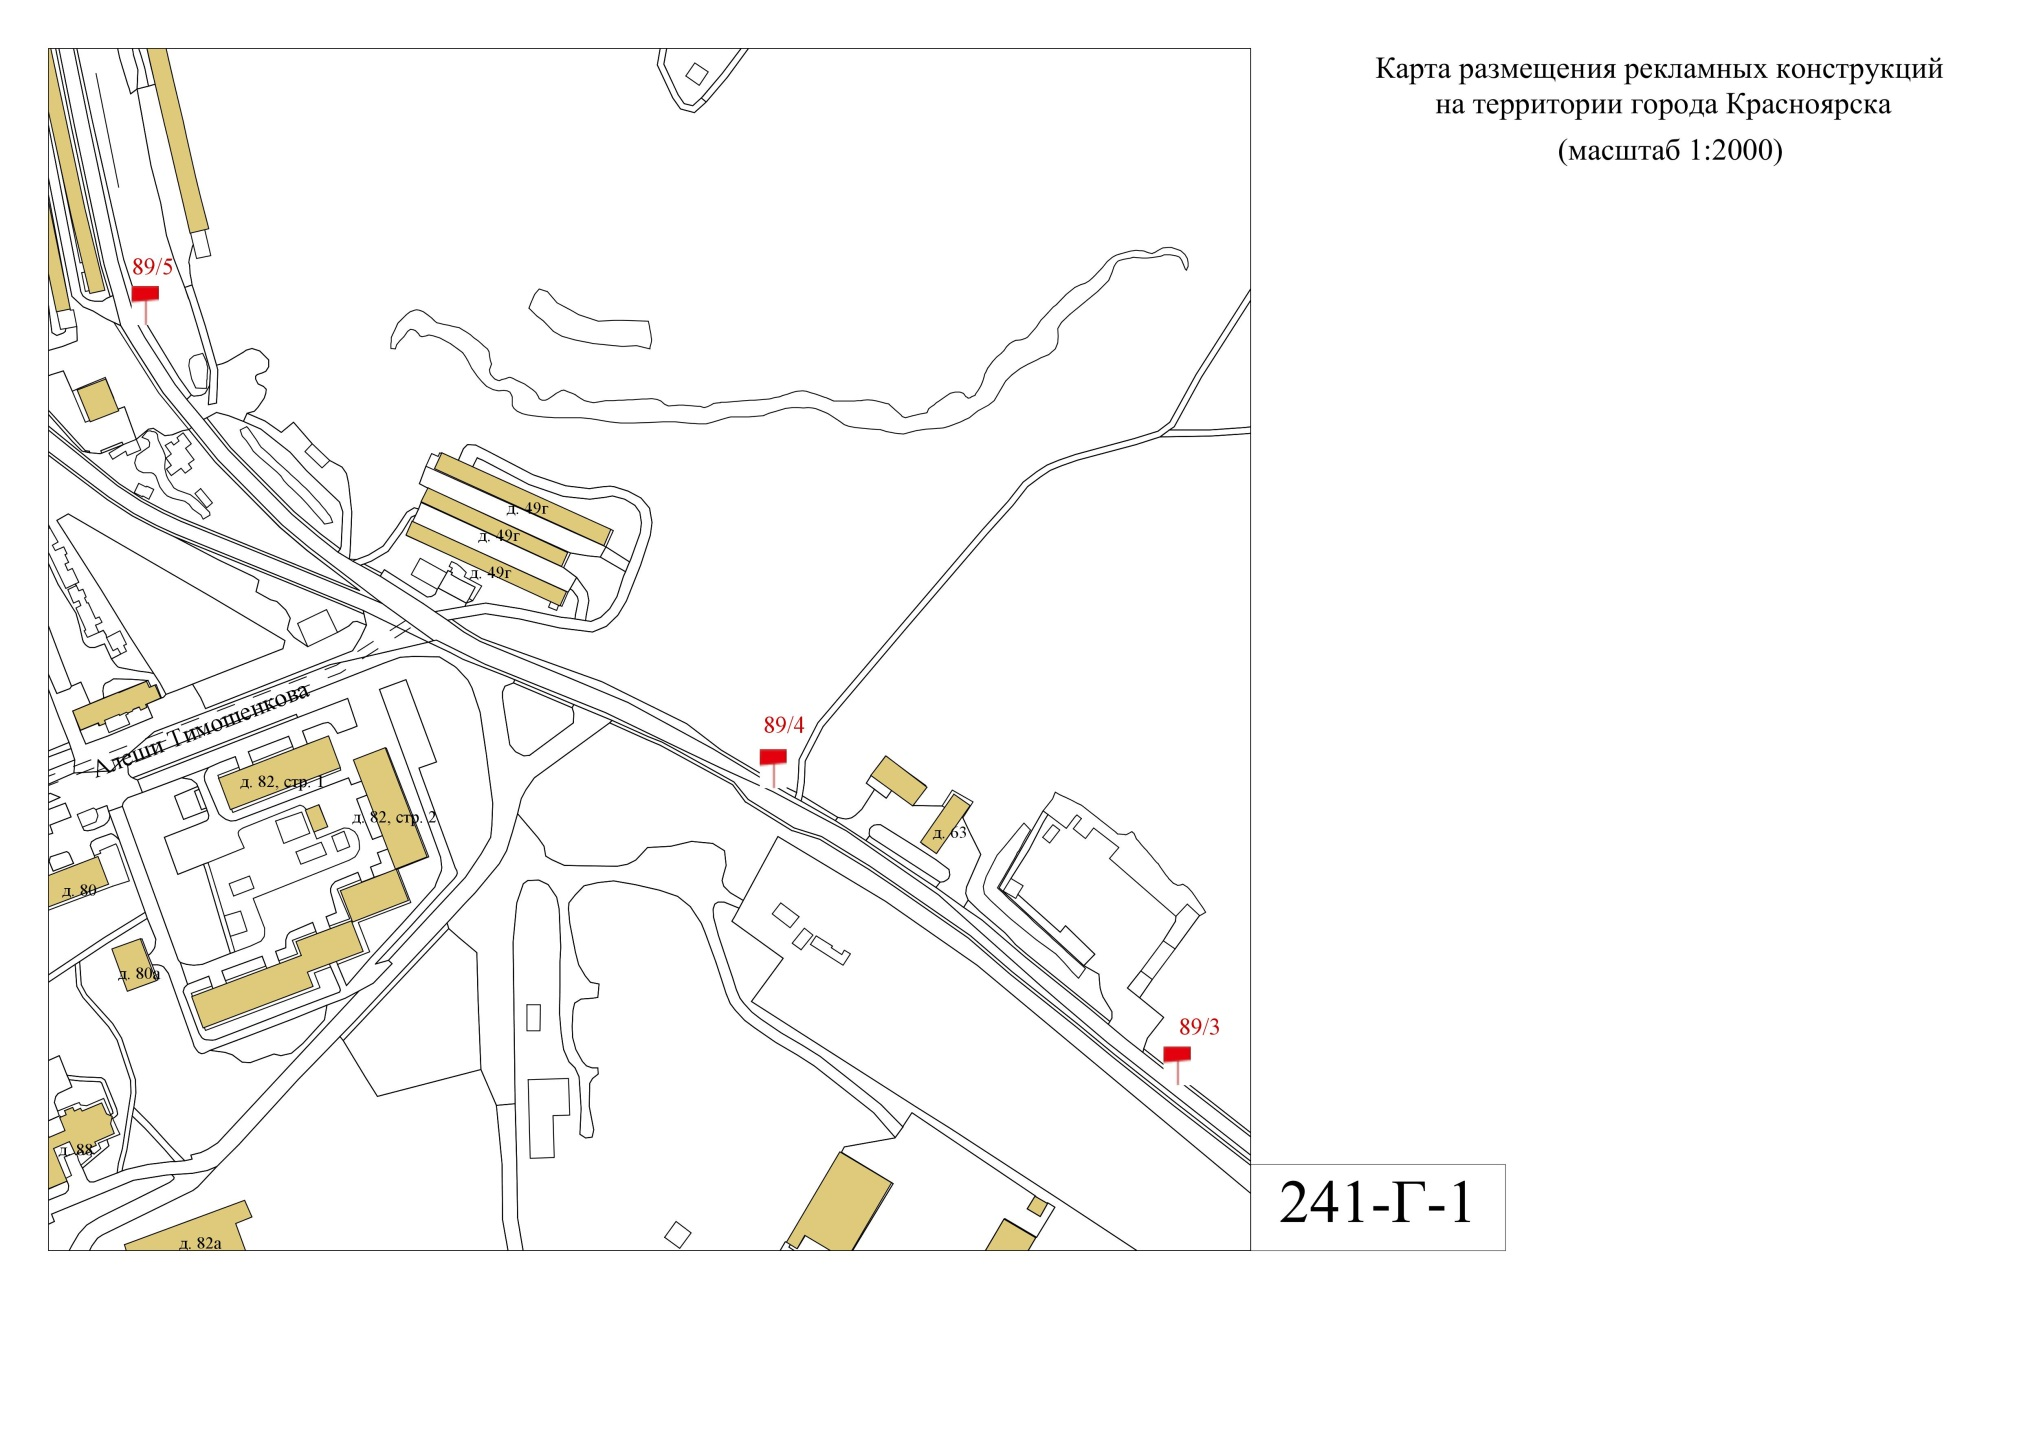 Карта размещения рекламных конструкций
на территории города Красноярска
(масштаб 1:2000)
89/5
д. 49г
д. 49г
д. 49г
Алеши Тимошенкова
89/4
д. 82, стр. 1
д. 82, стр. 2
д. 63
д. 80
д. 80а
89/3
д. 88
241-Г-1
д. 82а